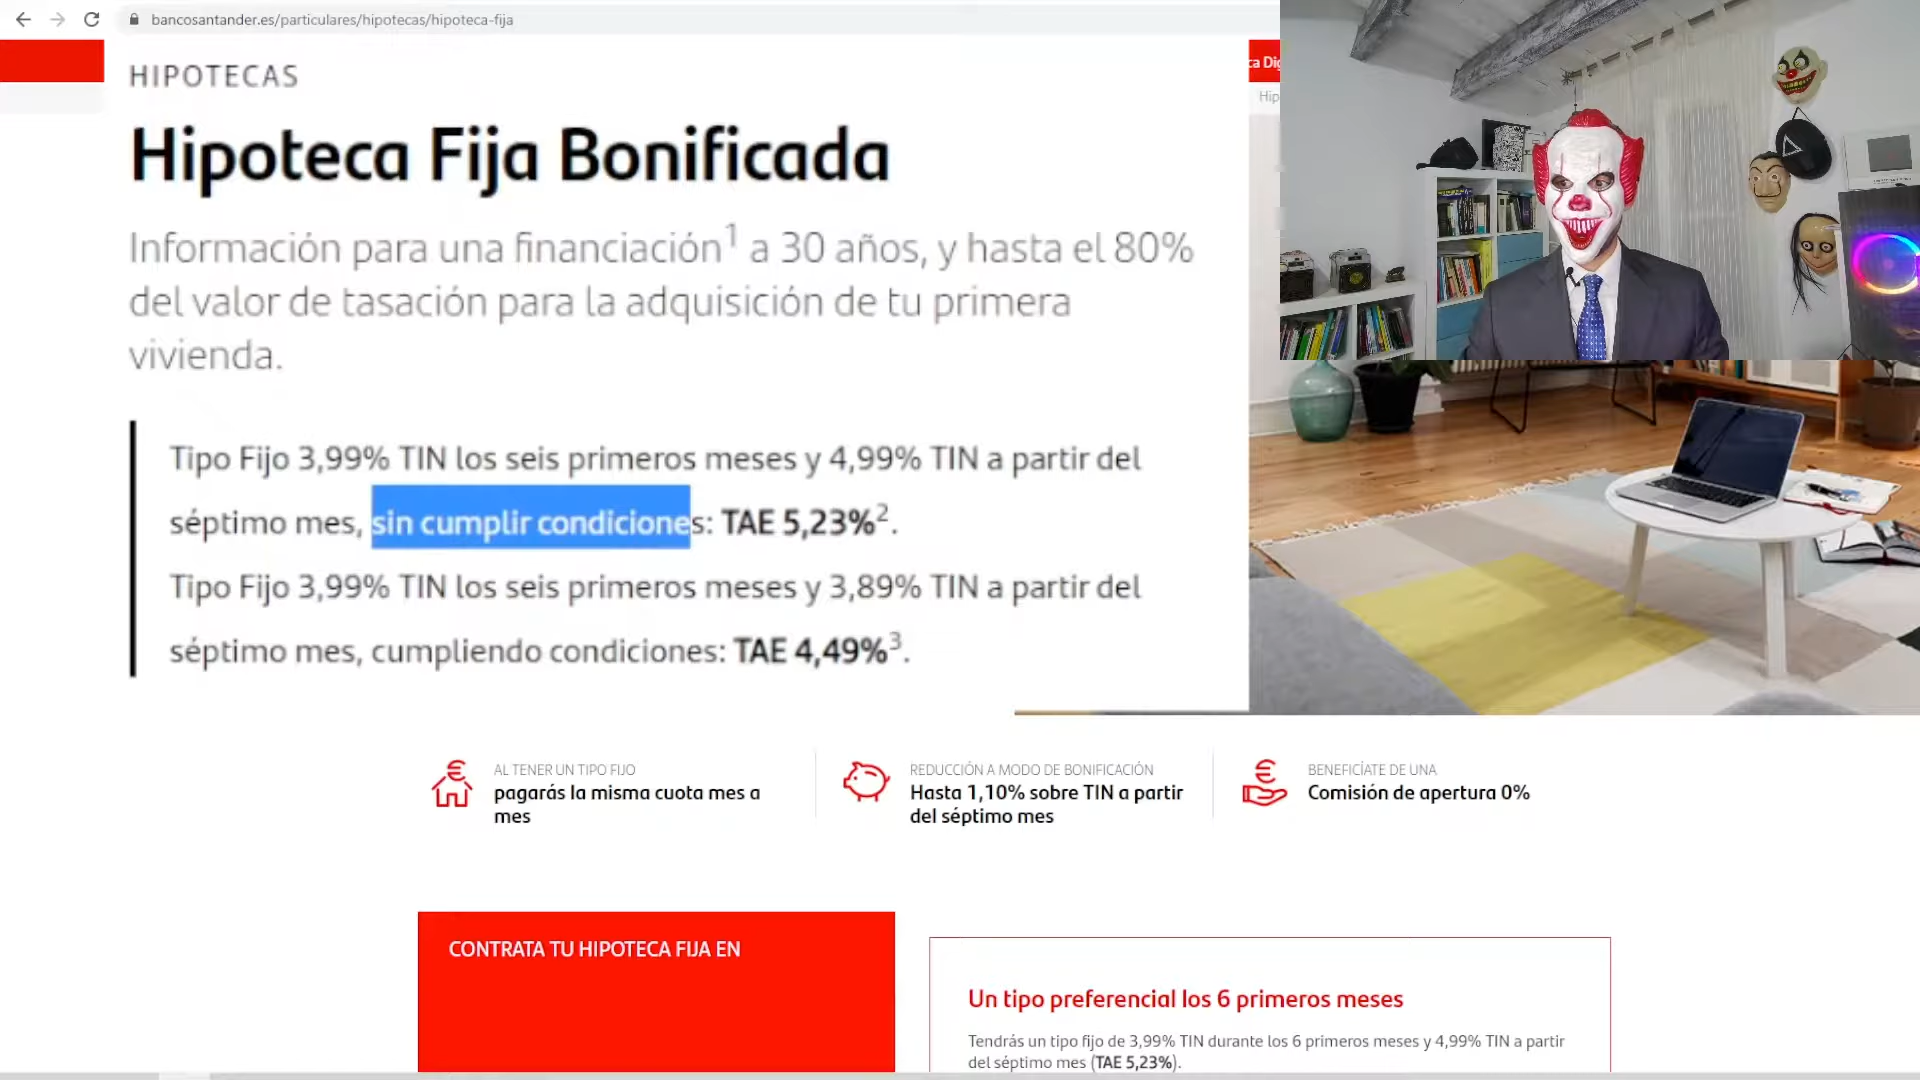 bancosantander.es/particulares/hipotecas/hipoteca-fija
HIPOTECAS
Hipoteca Fija Bonificada
Información para una financiación¹ a 30 años, y hasta el 80%
del valor de tasación para la adquisición de tu primera
vivienda.
Tipo Fijo 3,99% TIN los seis primeros meses y 4,99% TIN a partir del
séptimo mes, sin cumplir condiciones: TAE 5,23%².
Tipo Fijo 3,99% TIN los seis primeros meses y 3,89% TIN a partir del
séptimo mes, cumpliendo condiciones: TAE 4,49%³.
ca Dig
Hip
AL TENER UN TIPO FIJO
pagarás la misma cuota mes a
mes
REDUCCIÓN A MODO DE BONIFICACIÓN
Hasta 1,10% sobre TIN a partir
del séptimo mes
BENEFICÍATE DE UNA
Comisión de apertura 0%
CONTRATA TU HIPOTECA FIJA EN
Un tipo preferencial los 6 primeros meses
Tendrás un tipo fijo de 3,99% TIN durante los 6 primeros meses y 4,99% TIN a partir
del séptimo mes (TAE 5,23%).